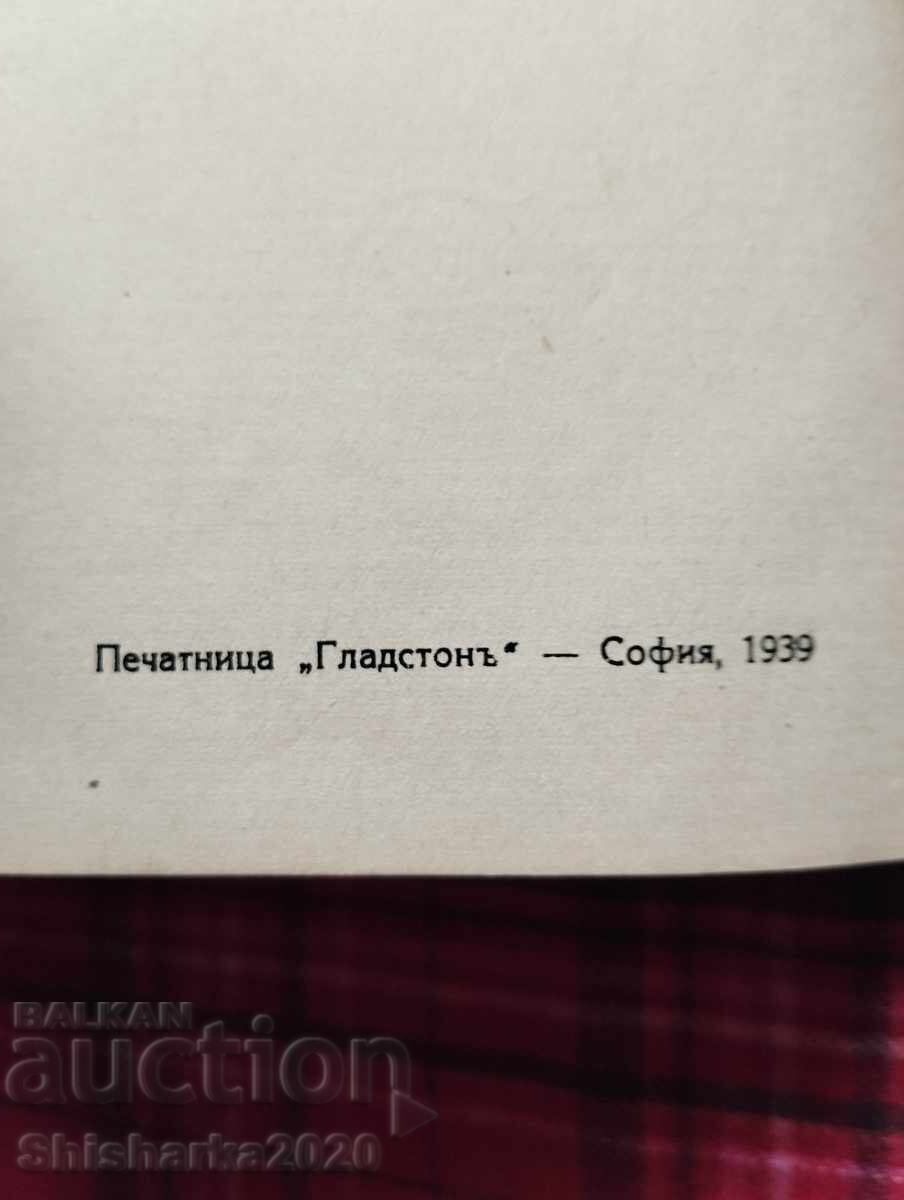 Печатница „Гладстонъ“ — София, 1939
BALKAN
auction
Shisharka2020